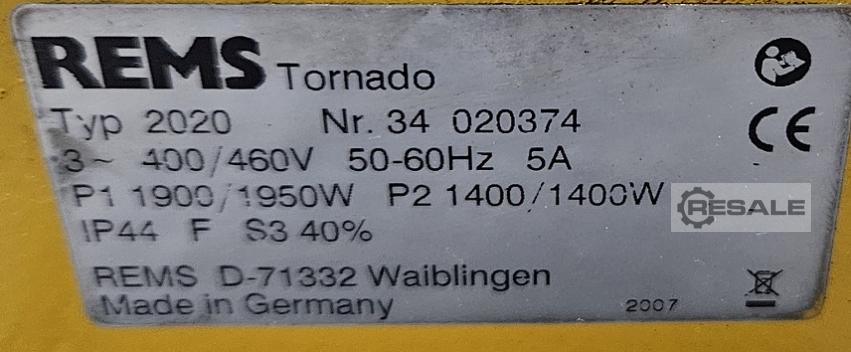 REMS Tornado
Typ 2020 Nr. 34 020374
3~ 400/460V 50-60Hz 5A
P1 1900/1950W P2 1400/1400W
RESALE
IP44 F S3 40%
REMS D-71332 Waiblingen
Made in Germany 2007
CE